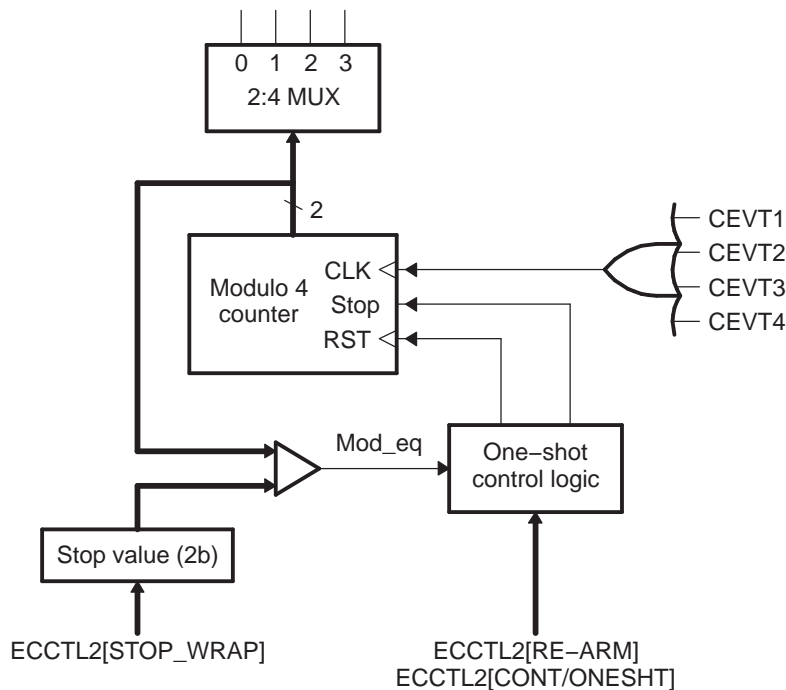 0 1 2 3
2:4 MUX
2
CEVT1
CEVT2
CEVT3
CEVT4
Modulo 4
counter
CLK
Stop
RST
Mod_eq
One−shot
control logic
Stop value (2b)
ECCTL2[STOP_WRAP]
ECCTL2[RE−ARM]
ECCTL2[CONT/ONESHT]